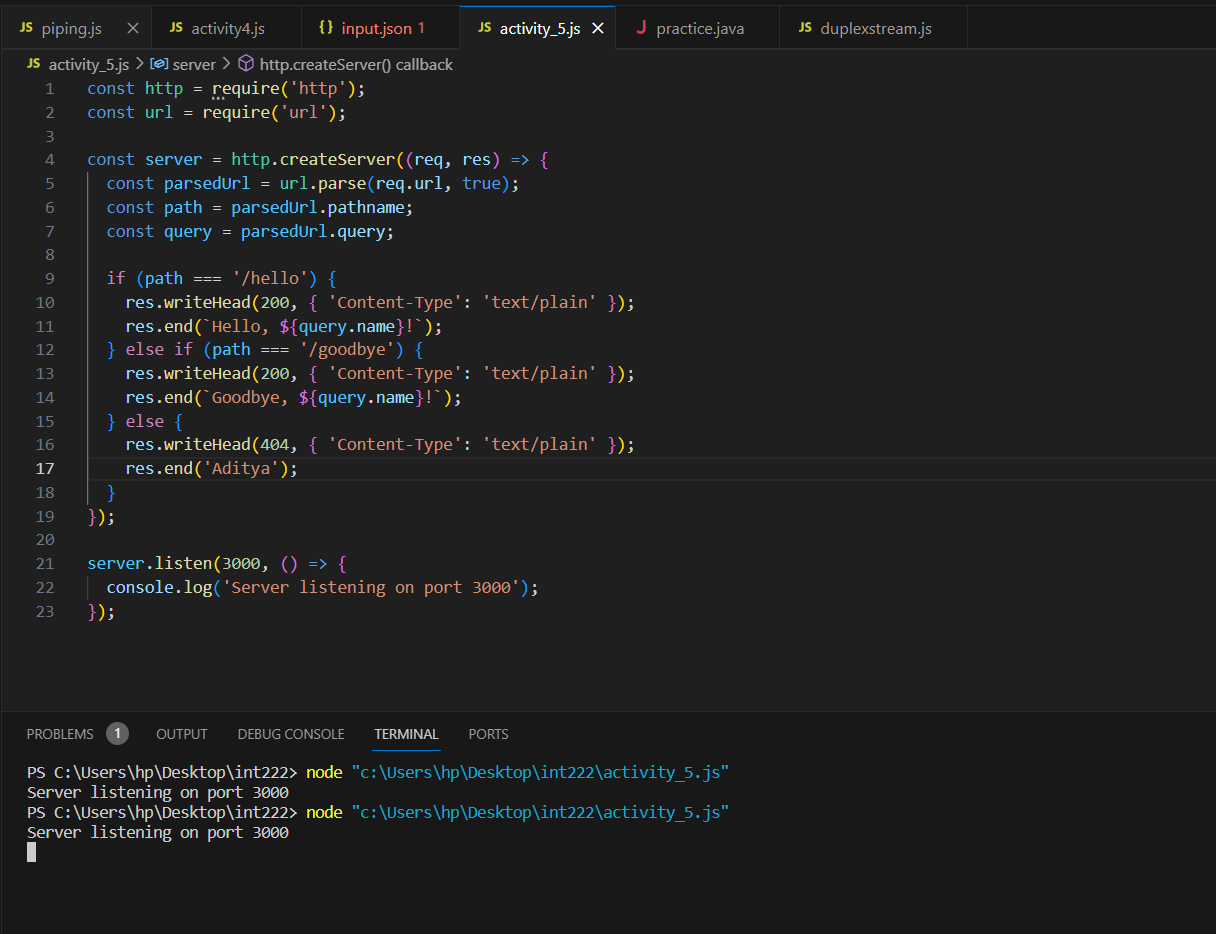 JS piping.js JS activity4.js {} input.json 1 JS activity_5.js J practice.java JS duplexstream.js
JS activity_5.js > server > http.createServer() callback
1 const http = require('http');
2 const url = require('url');
3
4 const server = http.createServer((req, res) => {
5 const parsedUrl = url.parse(req.url, true);
6 const path = parsedUrl.pathname;
7 const query = parsedUrl.query;
8
9 if (path === '/hello') {
10 res.writeHead(200, { 'Content-Type': 'text/plain' });
11 res.end(`Hello, ${query.name}!`);
12 } else if (path === '/goodbye') {
13 res.writeHead(200, { 'Content-Type': 'text/plain' });
14 res.end(`Goodbye, ${query.name}!`);
15 } else {
16 res.writeHead(404, { 'Content-Type': 'text/plain' });
17 res.end('Aditya');
18 }
19 });
20
21 server.listen(3000, () => {
22 console.log('Server listening on port 3000');
23 });
PROBLEMS 1 OUTPUT DEBUG CONSOLE TERMINAL PORTS
PS C:\Users\hp\Desktop\int222> node "c:\Users\hp\Desktop\int222\activity_5.js"
Server listening on port 3000
PS C:\Users\hp\Desktop\int222> node "c:\Users\hp\Desktop\int222\activity_5.js"
Server listening on port 3000